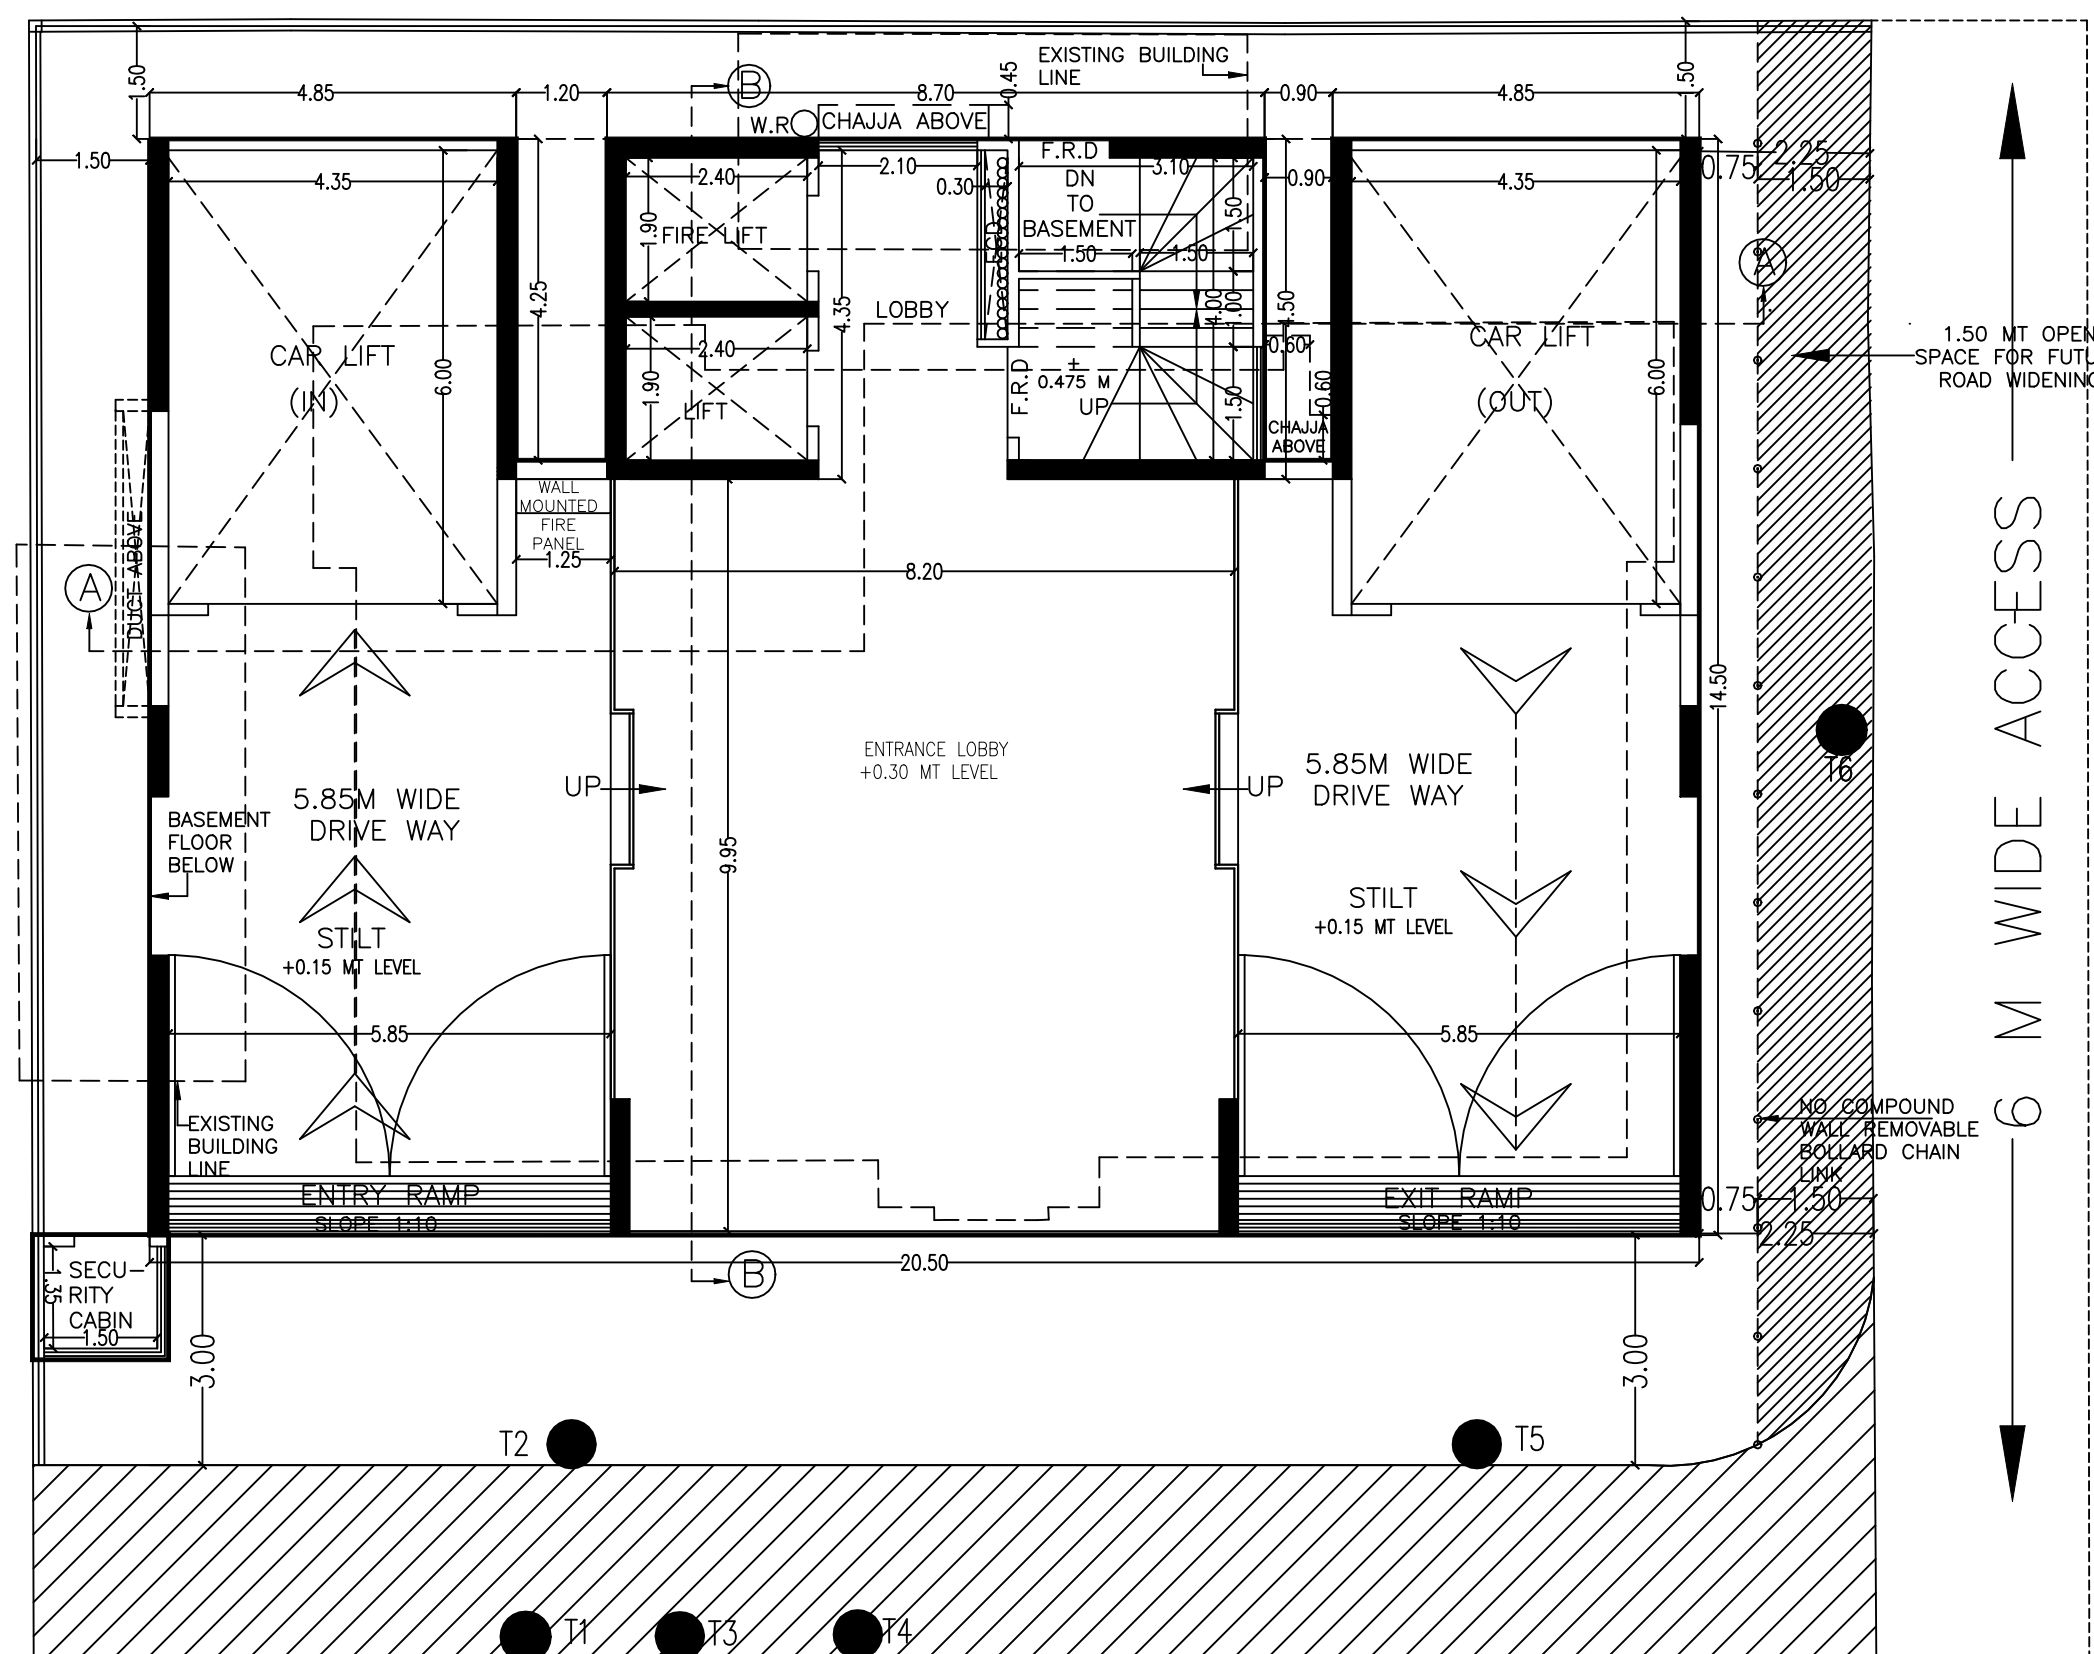 EXISTING BUILDING
LINE
1.50
4.85
1.20
B
8.70
0.45
0.90
4.85
.50
W.R
CHAJJA ABOVE
1.50
4.35
2.40
2.10
0.30
F.R.D
3.10
DN
TO
BASEMENT
0.90
4.35
0.75
2.25
1.50
1.90
FIRE LIFT
1.50
1.50
1.50
A
4.25
4.35
LOBBY
4.00
1.00
4.50
CAR LIFT
(IN)
6.00
2.40
1.90
LIFT
F.R.D
±
0.475 M
UP
1.50
0.60
0.60
CHAJJA
ABOVE
CAR LIFT
(OUT)
6.00
1.50 MT OPEN
SPACE FOR FUTU
ROAD WIDENING
WALL
MOUNTED
FIRE
PANEL
1.25
DUCT ABOVE
A
8.20
14.50
6 M WIDE ACCESS
T6
ENTRANCE LOBBY
+0.30 MT LEVEL
UP
UP
5.85M WIDE
DRIVE WAY
5.85M WIDE
DRIVE WAY
BASEMENT
FLOOR
BELOW
9.95
STILT
+0.15 MT LEVEL
STILT
+0.15 MT LEVEL
5.85
5.85
EXISTING
BUILDING
LINE
NO COMPOUND
WALL REMOVABLE
BOLLARD CHAIN
LINK
ENTRY RAMP
SLOPE 1:10
EXIT RAMP
SLOPE 1:10
0.75
1.50
2.25
20.50
B
SECU-
RITY
CABIN
1.35
1.50
3.00
3.00
T2
T5
T1
T3
T4